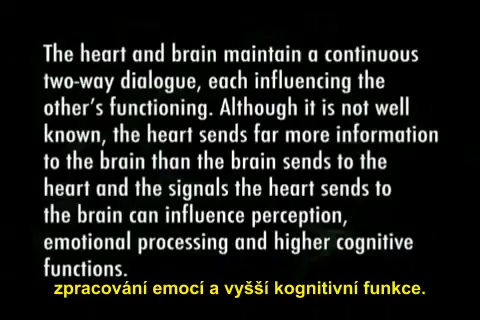 The heart and brain maintain a continuous
two-way dialogue, each influencing the
other's functioning. Although it is not well
known, the heart sends far more information
to the brain than the brain sends to the
heart and the signals the heart sends to
the brain can influence perception,
emotional processing and higher cognitive
functions.
zpracování emocí a vyšší kognitivní funkce.